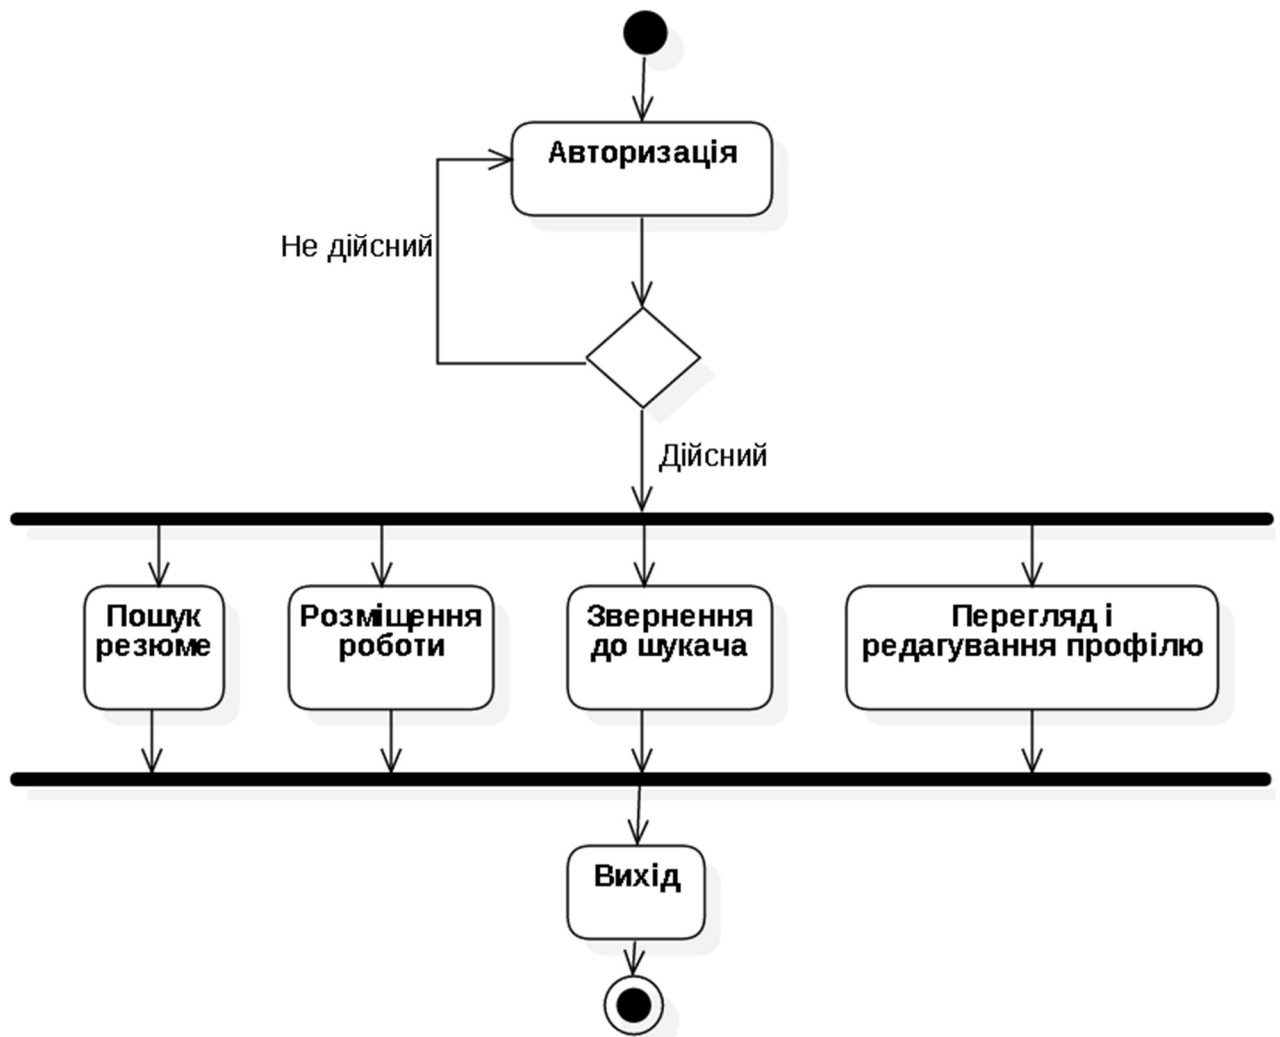 Авторизація
Не дійсний
Дійсний
Пошук
резюме
Розміщення
роботи
Звернення
до шукача
Перегляд і
редагування профілю
Вихід